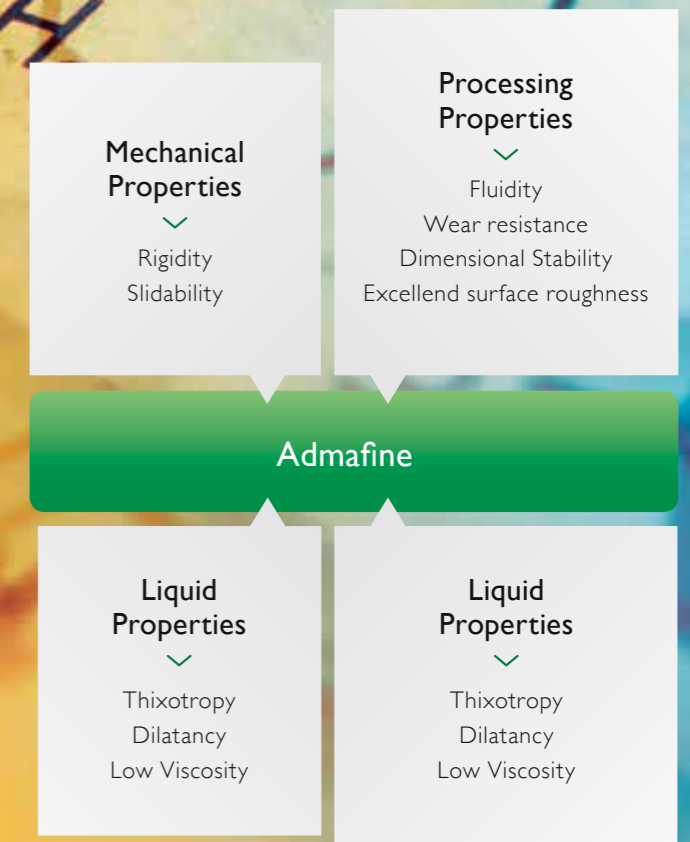 Mechanical
Properties
Rigidity
Slidability
Processing
Properties
Fluidity
Wear resistance
Dimensional Stability
Excellend surface roughness
Admafine
Liquid
Properties
Thixotropy
Dilatancy
Low Viscosity
Liquid
Properties
Thixotropy
Dilatancy
Low Viscosity